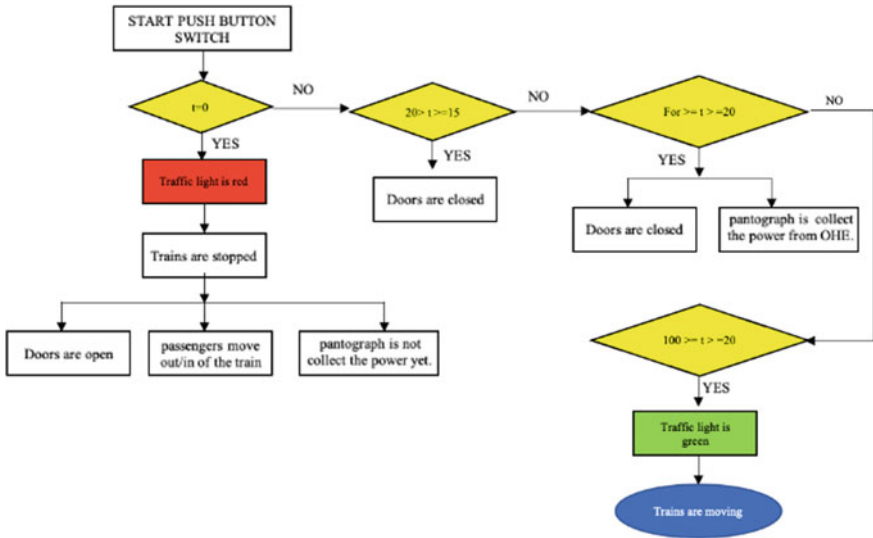 START PUSH BUTTON
SWITCH
t=0
NO
YES
Traffic light is red
Trains are stopped
Doors are open
passengers move
out/in of the train
pantograph is not
collect the power yet.
20> t >=15
NO
YES
Doors are closed
For >= t > =20
NO
YES
Doors are closed
pantograph is collect
the power from OHE.
100 >= t > =20
YES
Traffic light is
green
Trains are moving